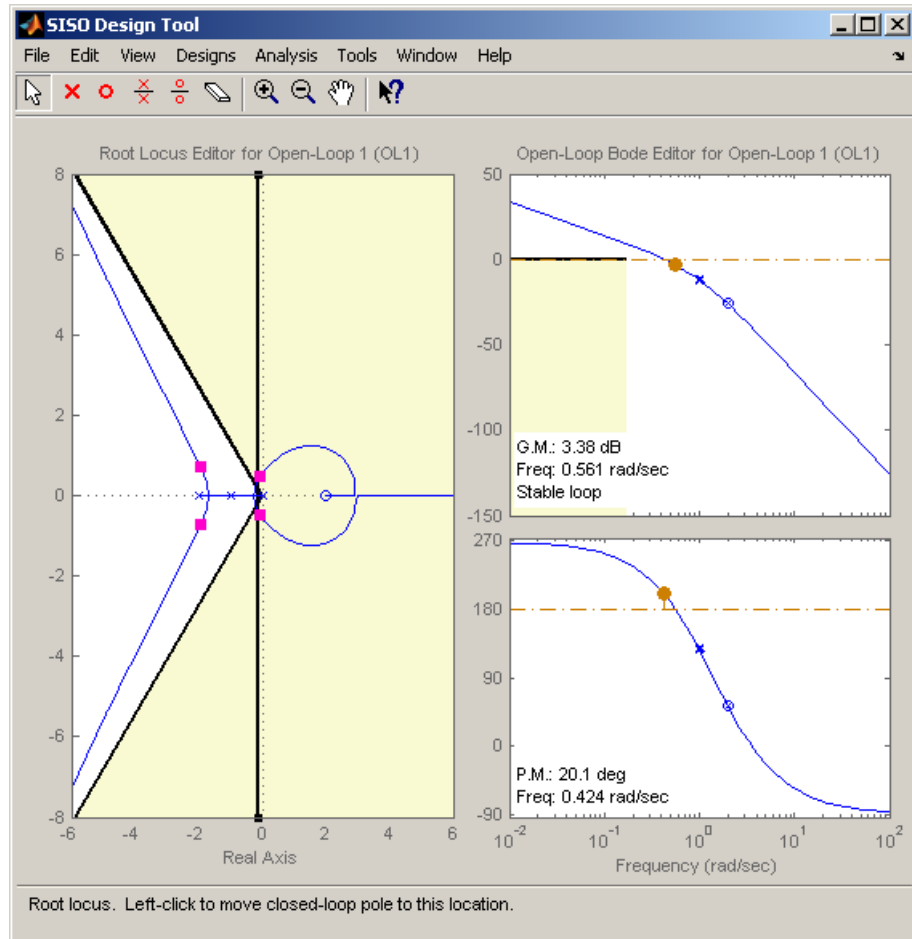 SISO Design Tool
File Edit View Designs Analysis Tools Window Help
Root Locus Editor for Open-Loop 1 (OL1)
8
6
4
2
0
-2
-4
-6
-8
-6 -4 -2 0 2 4 6
Real Axis
Open-Loop Bode Editor for Open-Loop 1 (OL1)
50
0
-50
-100
-150
G.M.: 3.38 dB
Freq: 0.561 rad/sec
Stable loop
270
180
90
0
-90
P.M.: 20.1 deg
Freq: 0.424 rad/sec
10^-2 10^-1 10^0 10^1 10^2
Frequency (rad/sec)
Root locus. Left-click to move closed-loop pole to this location.